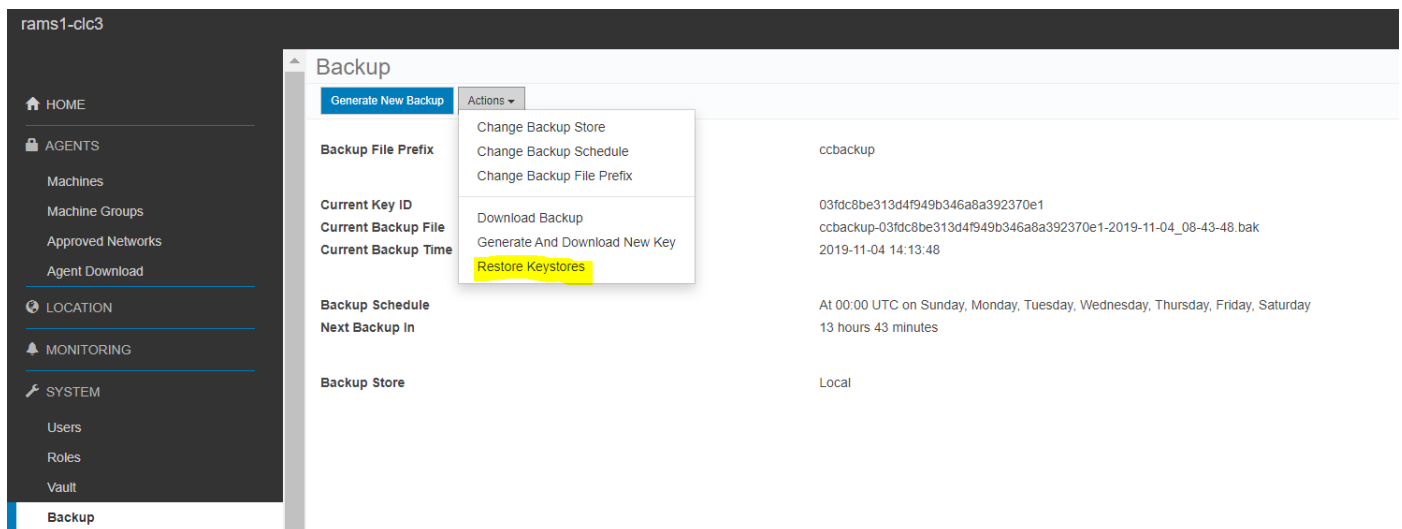 rams1-clc3
HOME
AGENTS
Machines
Machine Groups
Approved Networks
Agent Download
LOCATION
MONITORING
SYSTEM
Users
Roles
Vault
Backup
Backup
Generate New Backup
Actions
Change Backup Store
Change Backup Schedule
Change Backup File Prefix
Download Backup
Generate And Download New Key
Restore Keystores
Backup File Prefix ccbackup
Current Key ID 03fdc8be313d4f949b346a8a392370e1
Current Backup File ccbackup-03fdc8be313d4f949b346a8a392370e1-2019-11-04_08-43-48.bak
Current Backup Time 2019-11-04 14:13:48
Backup Schedule At 00:00 UTC on Sunday, Monday, Tuesday, Wednesday, Thursday, Friday, Saturday
Next Backup In 13 hours 43 minutes
Backup Store Local